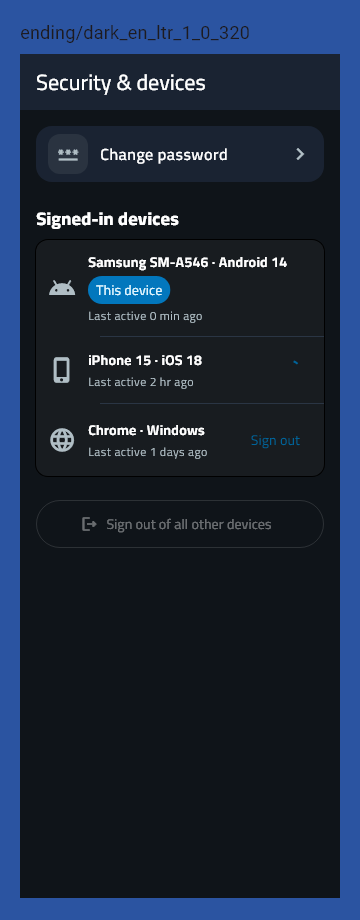 ending/dark_en_ltr_1_0_320
Security & devices
Change password
Signed-in devices
Samsung SM-A546 · Android 14
This device
Last active 0 min ago
iPhone 15 · iOS 18
Last active 2 hr ago
Chrome · Windows
Last active 1 days ago
Sign out
Sign out of all other devices